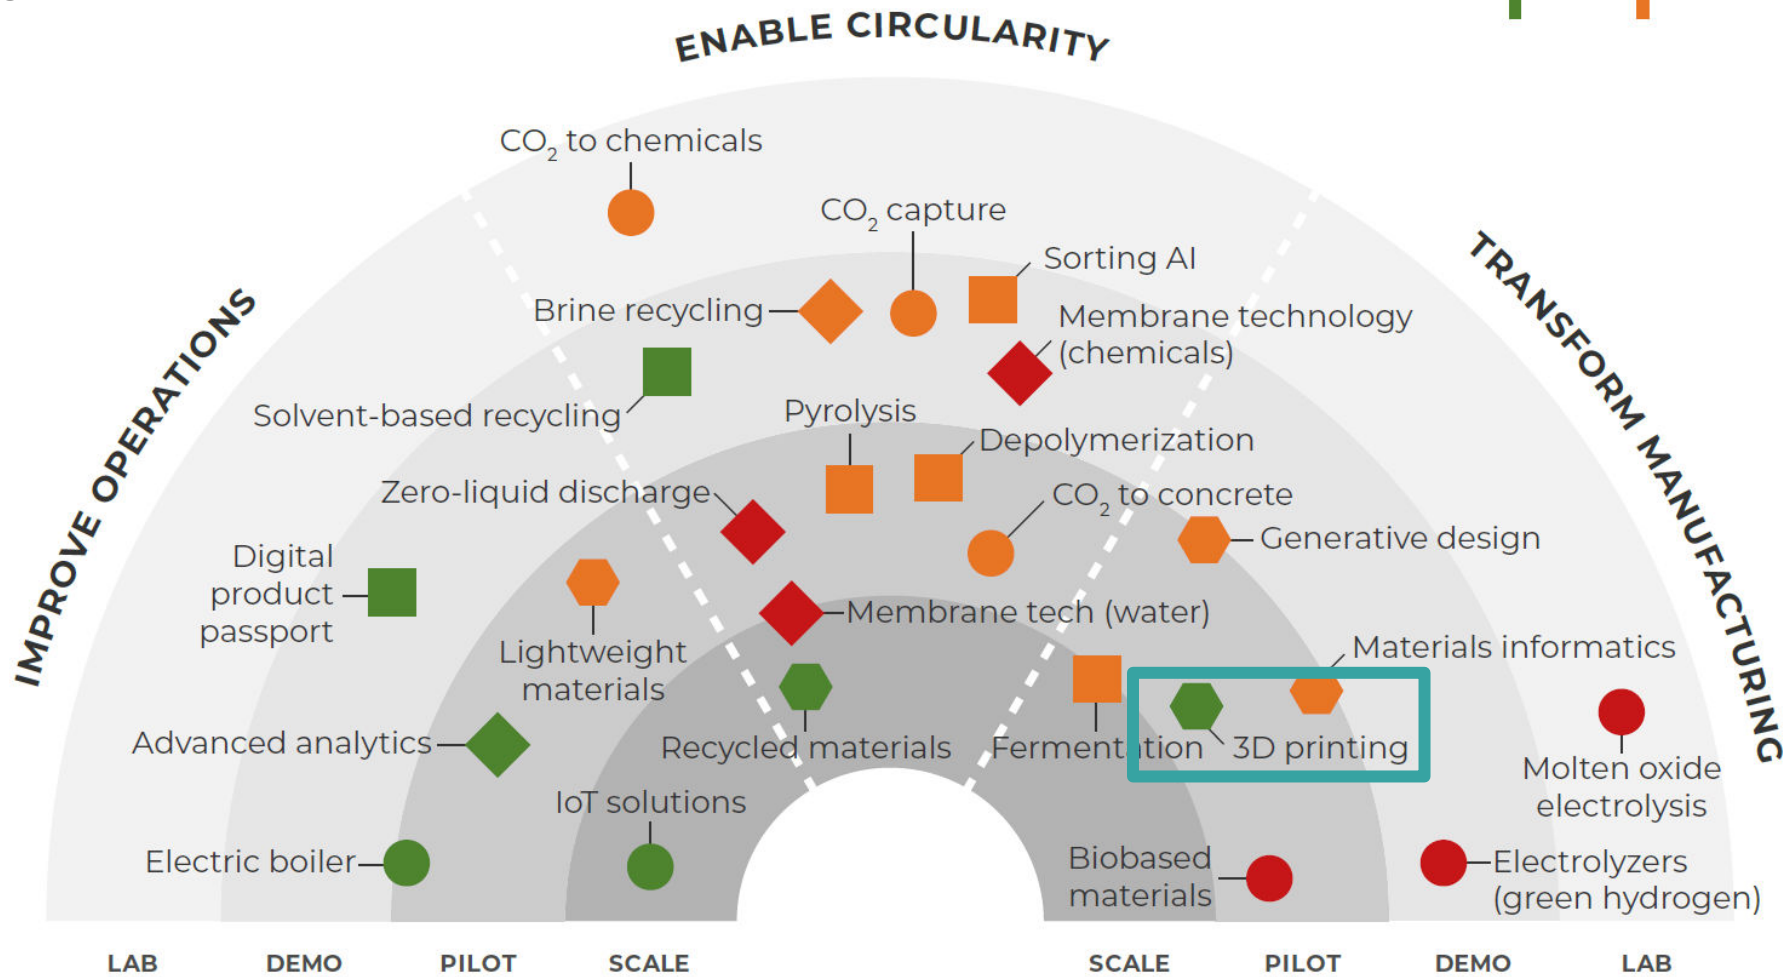 ENABLE CIRCULARITY
IMPROVE OPERATIONS
TRANSFORM MANUFACTURING
CO₂ to chemicals
CO₂ capture
Sorting AI
Brine recycling
Membrane technology
(chemicals)
Solvent-based recycling
Pyrolysis
Depolymerization
Zero-liquid discharge
CO₂ to concrete
Generative design
Digital
product
passport
Lightweight
materials
Membrane tech (water)
Materials informatics
Advanced analytics
Recycled materials
Fermentation
3D printing
Molten oxide
electrolysis
IoT solutions
Electric boiler
Biobased
materials
Electrolyzers
(green hydrogen)
LAB DEMO PILOT SCALE SCALE PILOT DEMO LAB